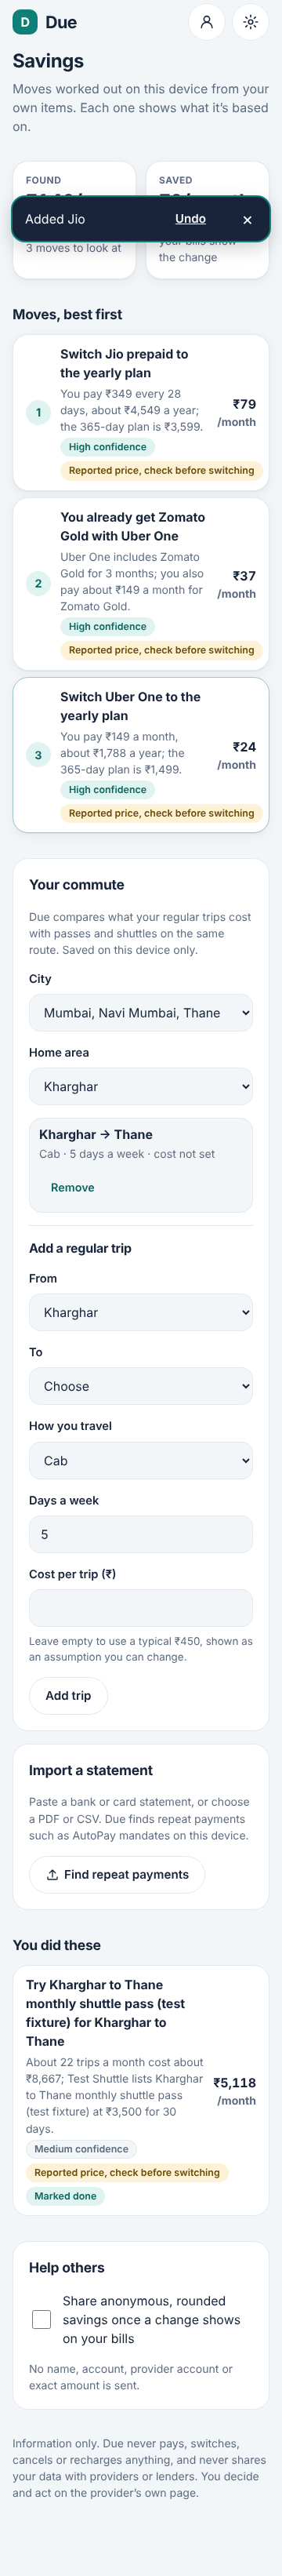 D Due
Savings
Moves worked out on this device from your
own items. Each one shows what it’s based
on.
FOUND
SAVED
Added Jio
Undo
×
3 moves to look at
your bills show
the change
Moves, best first
1
Switch Jio prepaid to
the yearly plan
You pay ₹349 every 28
days, about ₹4,549 a year;
the 365-day plan is ₹3,599.
High confidence
Reported price, check before switching
₹79
/month
2
You already get Zomato
Gold with Uber One
Uber One includes Zomato
Gold for 3 months; you also
pay about ₹149 a month for
Zomato Gold.
High confidence
Reported price, check before switching
₹37
/month
3
Switch Uber One to the
yearly plan
You pay ₹149 a month,
about ₹1,788 a year; the
365-day plan is ₹1,499.
High confidence
Reported price, check before switching
₹24
/month
Your commute
Due compares what your regular trips cost
with passes and shuttles on the same
route. Saved on this device only.
City
Mumbai, Navi Mumbai, Thane
Home area
Kharghar
Kharghar → Thane
Cab · 5 days a week · cost not set
Remove
Add a regular trip
From
Kharghar
To
Choose
How you travel
Cab
Days a week
5
Cost per trip (₹)
Leave empty to use a typical ₹450, shown as
an assumption you can change.
Add trip
Import a statement
Paste a bank or card statement, or choose
a PDF or CSV. Due finds repeat payments
such as AutoPay mandates on this device.
Find repeat payments
You did these
Try Kharghar to Thane
monthly shuttle pass (test
fixture) for Kharghar to
Thane
About 22 trips a month cost about
₹8,667; Test Shuttle lists Kharghar
to Thane monthly shuttle pass
(test fixture) at ₹3,500 for 30
days.
Medium confidence
Reported price, check before switching
Marked done
₹5,118
/month
Help others
Share anonymous, rounded
savings once a change shows
on your bills
No name, account, provider account or
exact amount is sent.
Information only. Due never pays, switches,
cancels or recharges anything, and never shares
your data with providers or lenders. You decide
and act on the provider’s own page.